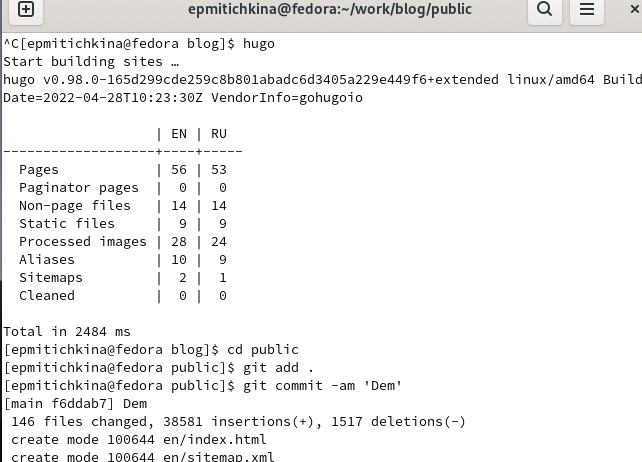 epmitichkina@fedora:~/work/blog/public
^C[epmitichkina@fedora blog]$ hugo
Start building sites …
hugo v0.98.0-165d299cde259c8b801abadc6d3405a229e449f6+extended linux/amd64 Build
Date=2022-04-28T10:23:30Z VendorInfo=gohugoio
                   | EN | RU
-------------------+----+-----
  Pages            | 56 | 53
  Paginator pages  |  0 |  0
  Non-page files   | 14 | 14
  Static files     |  9 |  9
  Processed images | 28 | 24
  Aliases          | 10 |  9
  Sitemaps         |  2 |  1
  Cleaned          |  0 |  0
Total in 2484 ms
[epmitichkina@fedora blog]$ cd public
[epmitichkina@fedora public]$ git add .
[epmitichkina@fedora public]$ git commit -am 'Dem'
[main f6ddab7] Dem
 146 files changed, 38581 insertions(+), 1517 deletions(-)
 create mode 100644 en/index.html
 create mode 100644 en/sitemap.xml